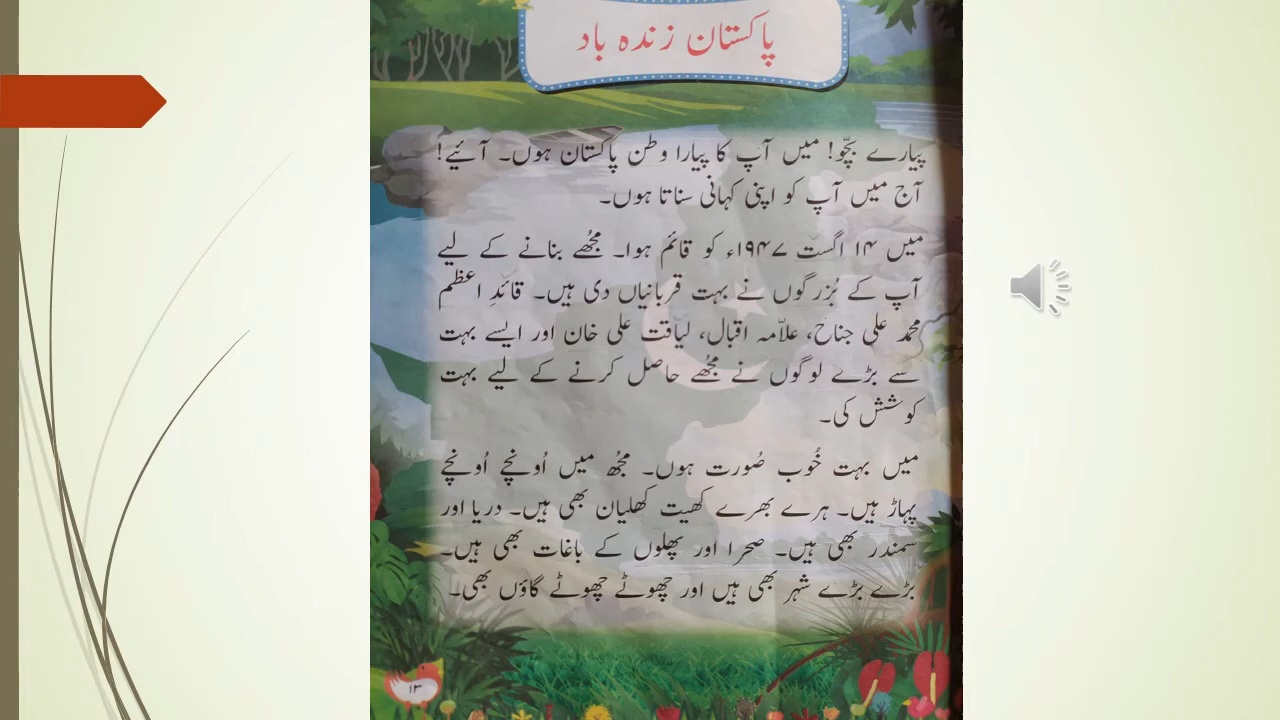 پاکستان زندہ باد
پیارے بچّو! میں آپ کا پیارا وطن پاکستان ہوں۔ آئیے!
آج میں آپ کو اپنی کہانی سناتا ہوں۔
میں ۱۴ اگست ۱۹۴۷ء کو قائم ہوا۔ مجھے بنانے کے لیے
آپ کے بُزرگوں نے بہت قربانیاں دی ہیں۔ قائدِ اعظم
محمد علی جناح، علاّمہ اقبال، لیاقت علی خان اور ایسے بہت
سے بڑے لوگوں نے مجھے حاصل کرنے کے لیے بہت
کوشش کی۔
میں بہت خُوب صُورت ہوں۔ مجھ میں اُونچے اُونچے
پہاڑ ہیں۔ ہرے بھرے کھیت کھلیان بھی ہیں۔ دریا اور
سمندر بھی ہیں۔ صحرا اور پھلوں کے باغات بھی ہیں۔
بڑے بڑے شہر بھی ہیں اور چھوٹے چھوٹے گاؤں بھی۔
۱۳